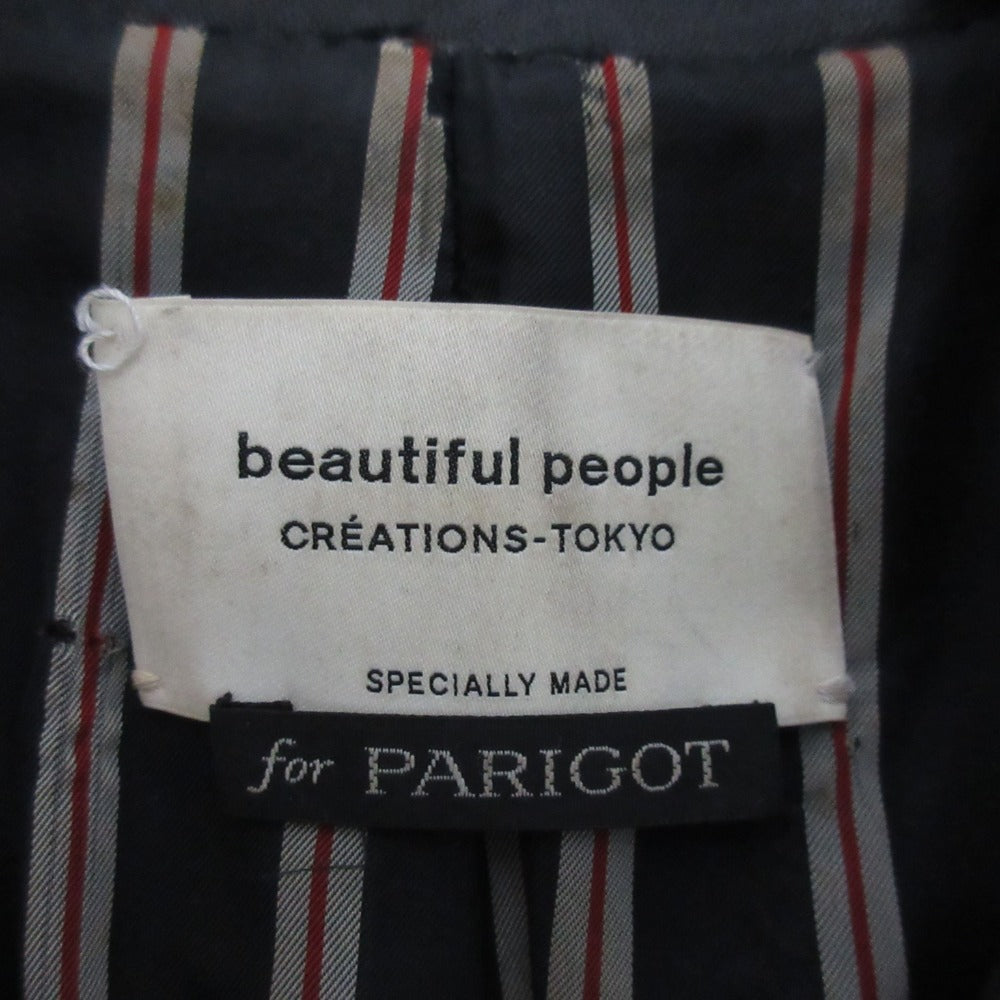 beautiful people
CRÉATIONS-TOKYO
SPECIALLY MADE
for PARIGOT